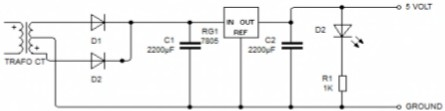 5 VOLT
D1
C1
2200µF
RG1
7805
IN OUT
REF
C2
2200µF
D2
TRAFO CT
D2
R1
1K
GROUND